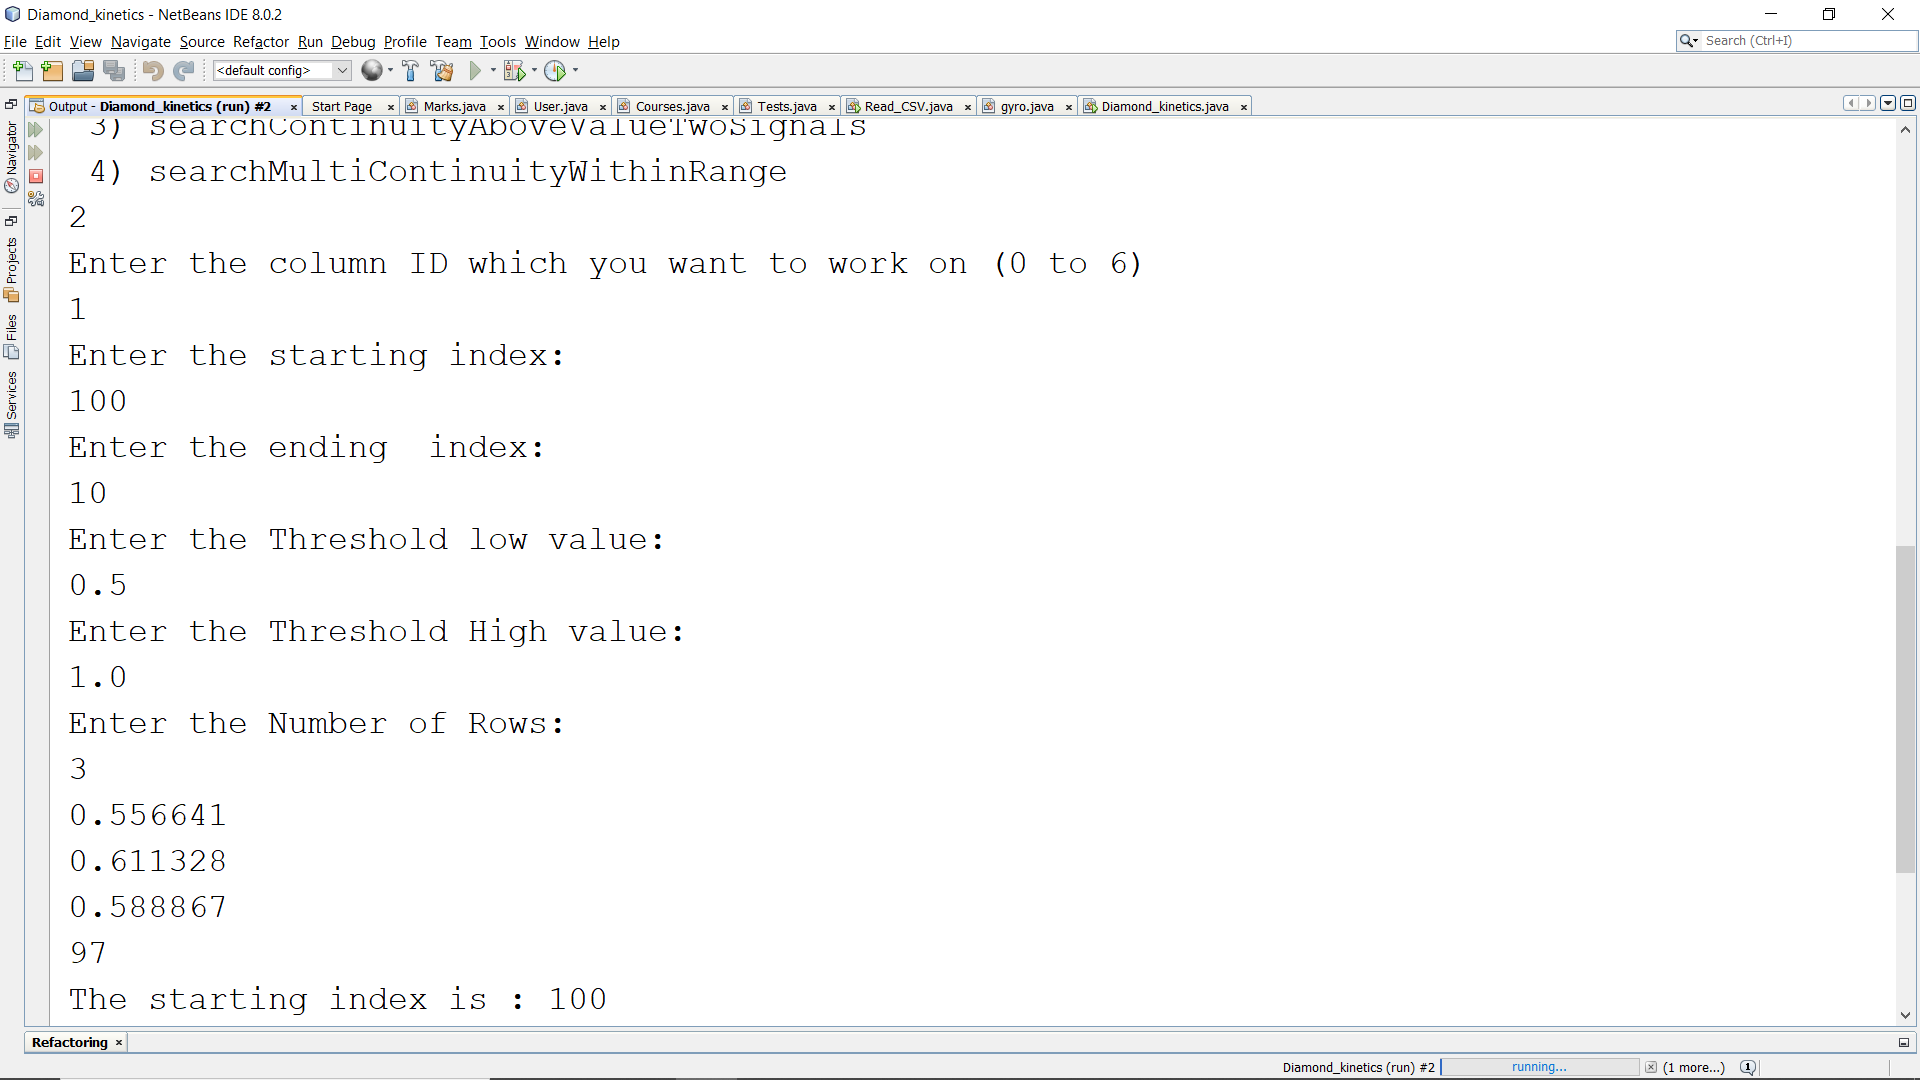 Diamond_kinetics - NetBeans IDE 8.0.2
File Edit View Navigate Source Refactor Run Debug Profile Team Tools Window Help
Search (Ctrl+I)
<default config>
Output - Diamond_kinetics (run) #2 Start Page Marks.java User.java Courses.java Tests.java Read_CSV.java gyro.java Diamond_kinetics.java
Navigator
Projects
Files
Services
3) searchContinuityAboveValueTwoSignals
4) searchMultiContinuityWithinRange
2
Enter the column ID which you want to work on (0 to 6)
1
Enter the starting index:
100
Enter the ending  index:
10
Enter the Threshold low value:
0.5
Enter the Threshold High value:
1.0
Enter the Number of Rows:
3
0.556641
0.611328
0.588867
97
The starting index is : 100
Refactoring
Diamond_kinetics (run) #2 running... (1 more...)